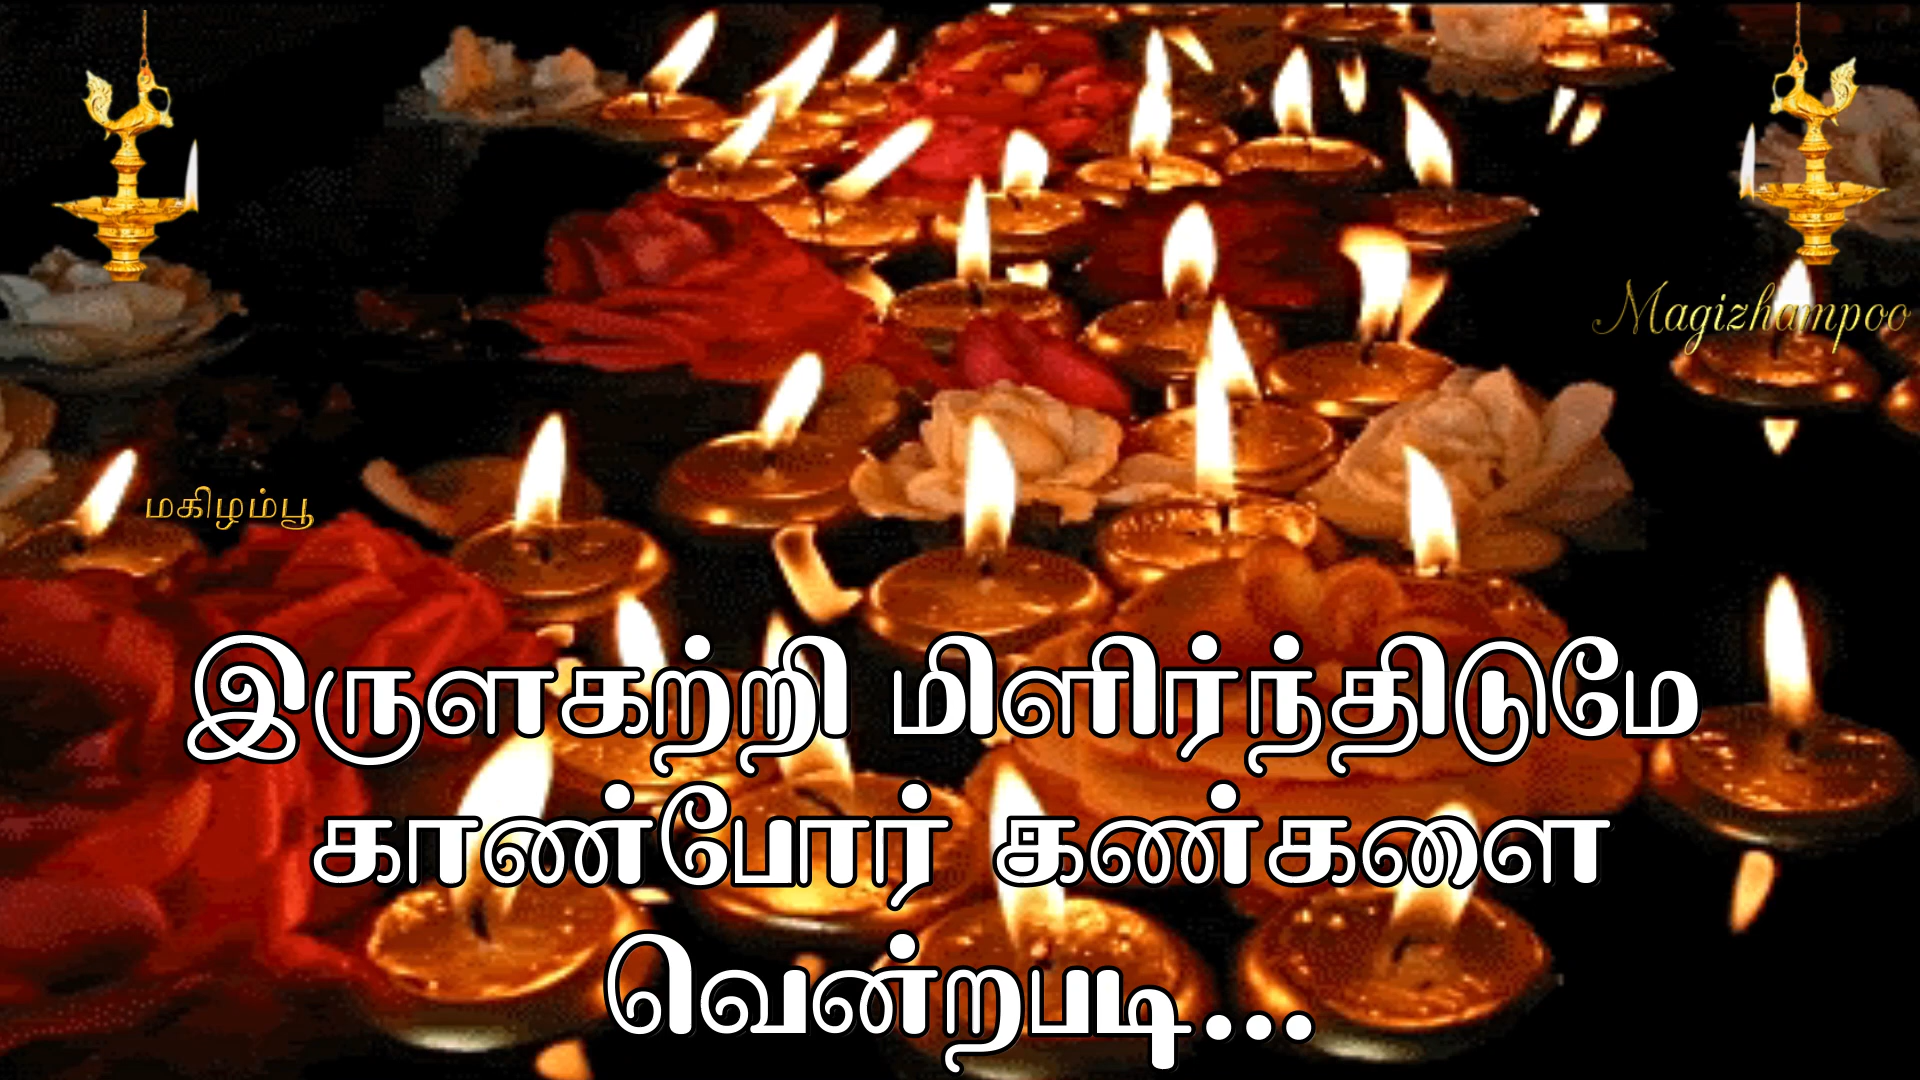 Magizhampoo
மகிழம்பூ
இருளகற்றி மிளிர்ந்திடுமே
காண்போர் கண்களை
வென்றபடி...